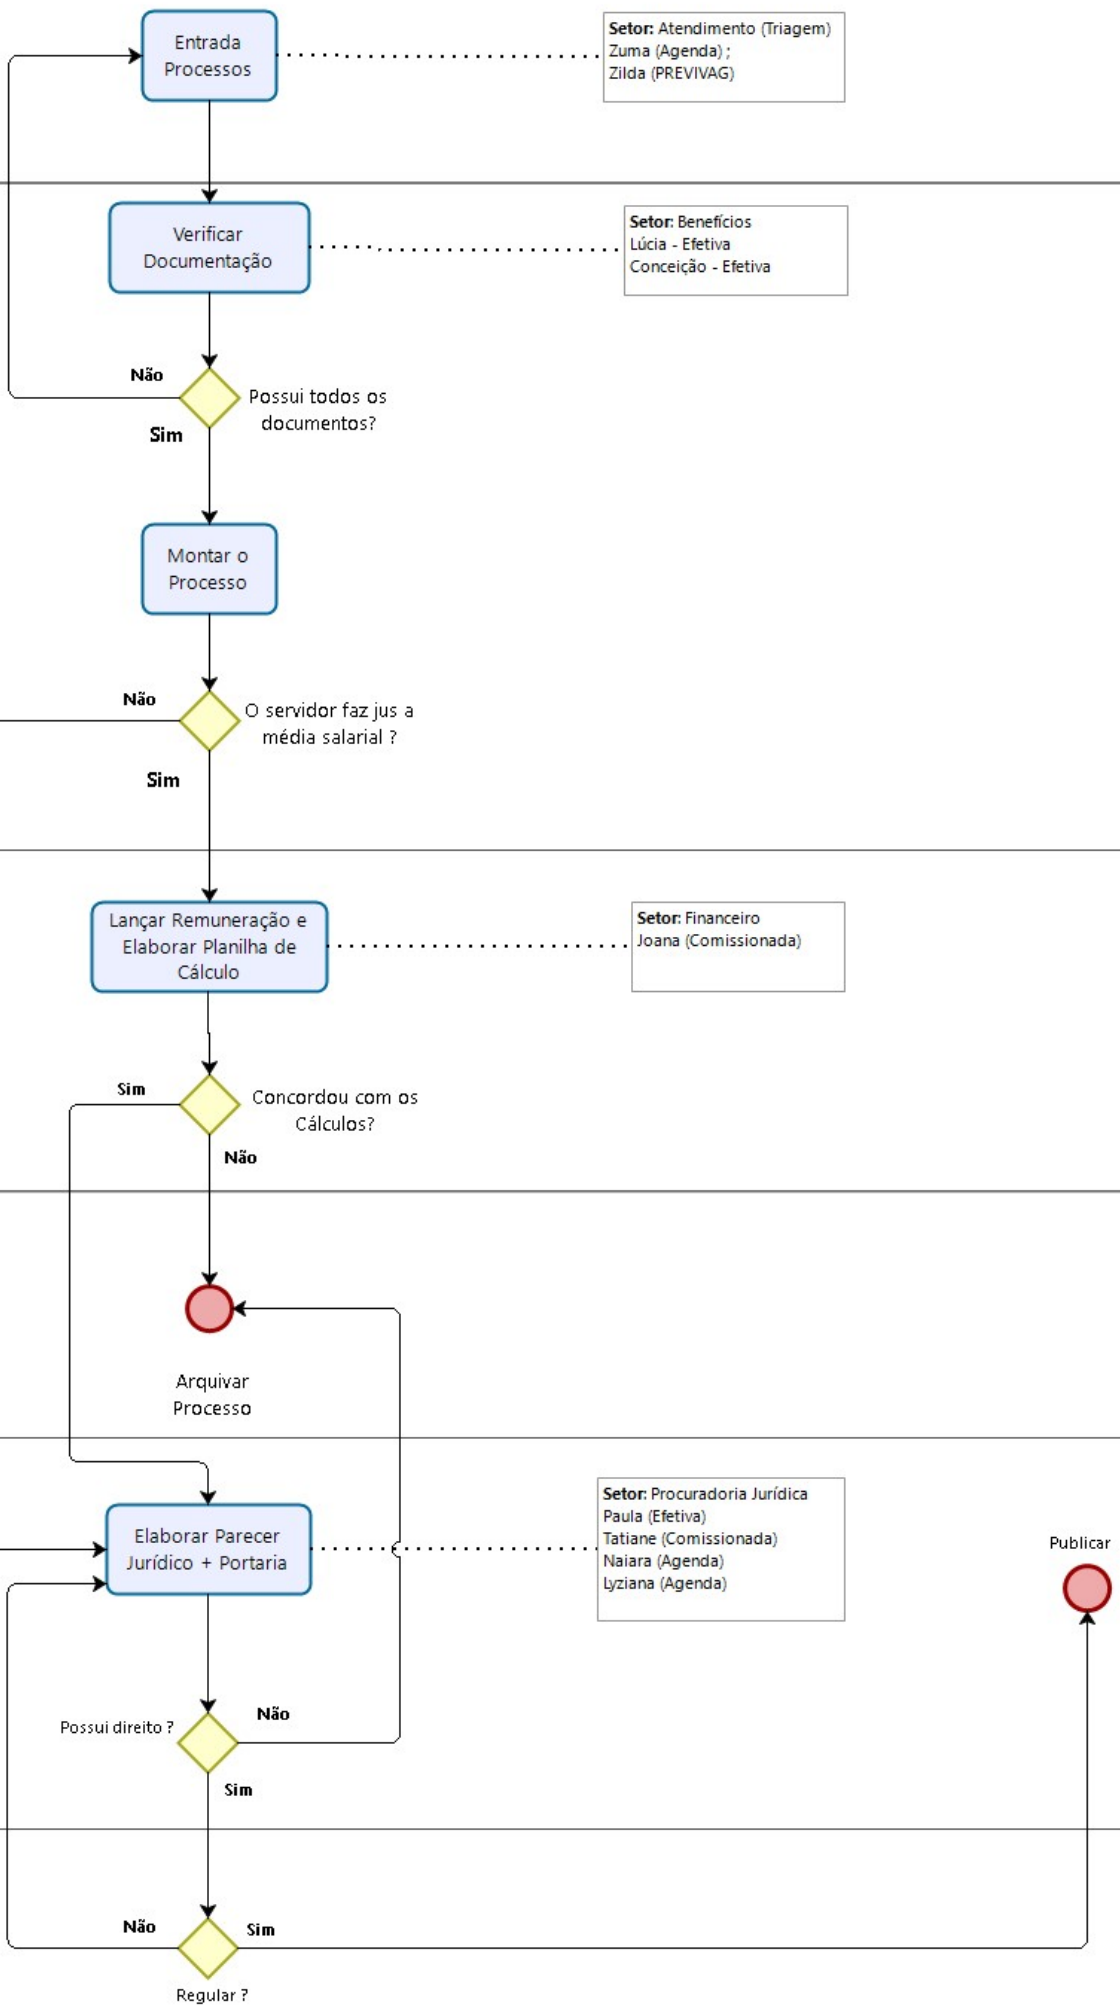 Entrada
Processos
Setor: Atendimento (Triagem)
Zuma (Agenda) ;
Zilda (PREVIVAG)
Verificar
Documentação
Setor: Benefícios
Lúcia - Efetiva
Conceição - Efetiva
Não
Possui todos os
documentos?
Sim
Montar o
Processo
Não
O servidor faz jus a
média salarial ?
Sim
Lançar Remuneração e
Elaborar Planilha de
Cálculo
Setor: Financeiro
Joana (Comissionada)
Sim
Concordou com os
Cálculos?
Não
Arquivar
Processo
Elaborar Parecer
Jurídico + Portaria
Setor: Procuradoria Jurídica
Paula (Efetiva)
Tatiane (Comissionada)
Naiara (Agenda)
Lyziana (Agenda)
Publicar
Possui direito ?
Não
Sim
Não
Sim
Regular ?